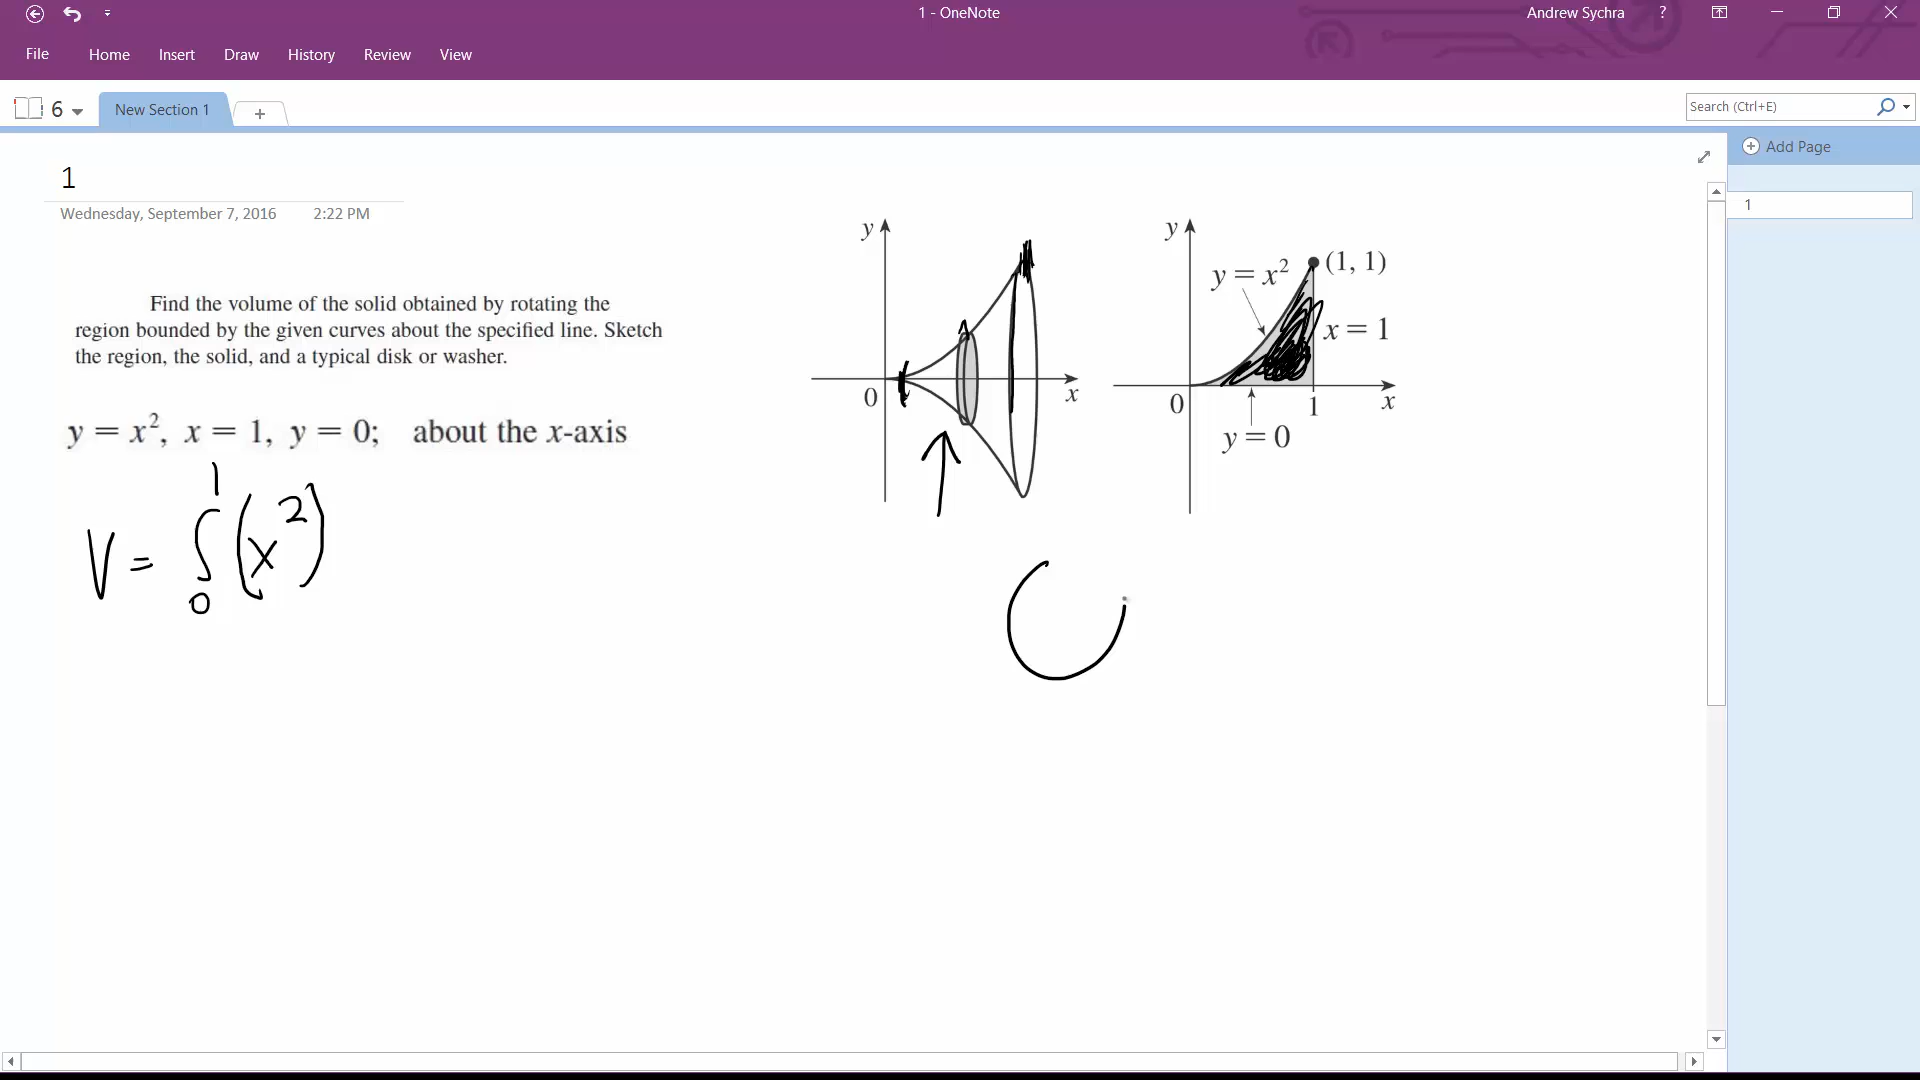 1 - OneNote
Andrew Sychra
?
File
Home
Insert
Draw
History
Review
View
6
New Section 1
+
Search (Ctrl+E)
Add Page
1
1
Wednesday, September 7, 2016
2:22 PM
Find the volume of the solid obtained by rotating the
region bounded by the given curves about the specified line. Sketch
the region, the solid, and a typical disk or washer.
y = x², x = 1, y = 0; about the x-axis
V = ∫₀¹ (x²)
y
0
x
y
y = x²
(1, 1)
x = 1
0
1
x
y = 0